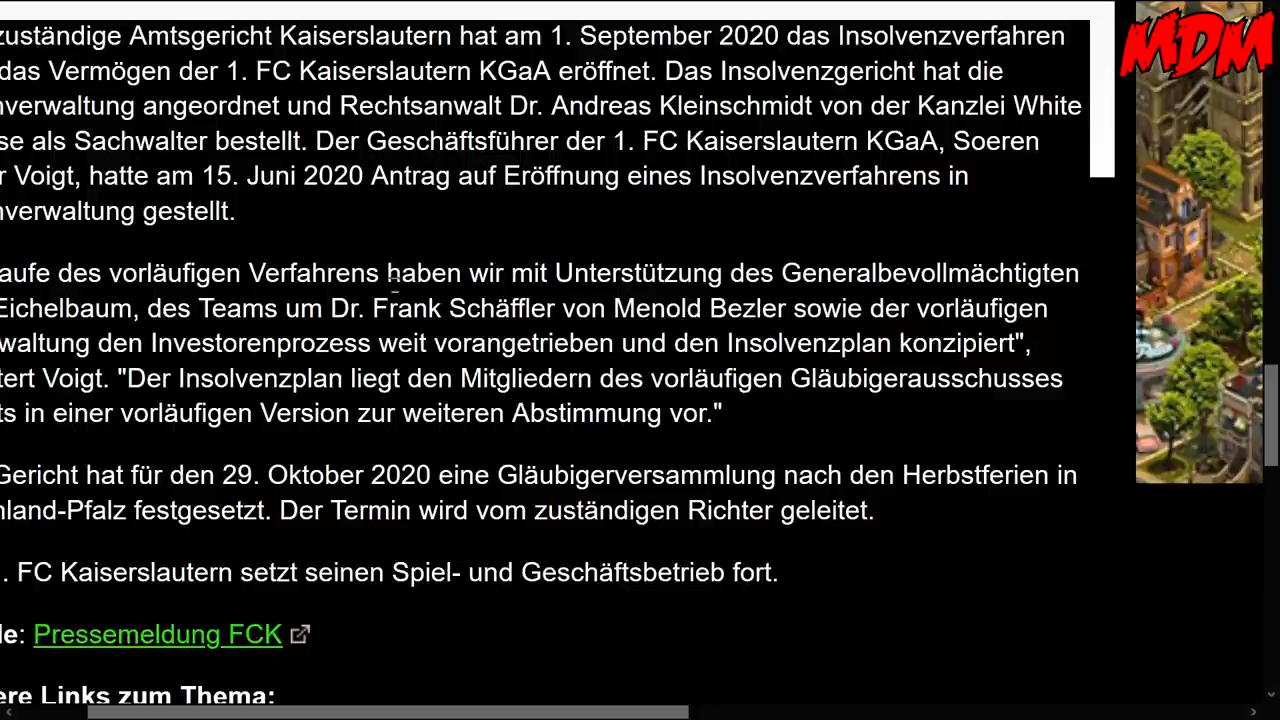 zuständige Amtsgericht Kaiserslautern hat am 1. September 2020 das Insolvenzverfahren
das Vermögen der 1. FC Kaiserslautern KGaA eröffnet. Das Insolvenzgericht hat die
nverwaltung angeordnet und Rechtsanwalt Dr. Andreas Kleinschmidt von der Kanzlei White
se als Sachwalter bestellt. Der Geschäftsführer der 1. FC Kaiserslautern KGaA, Soeren
r Voigt, hatte am 15. Juni 2020 Antrag auf Eröffnung eines Insolvenzverfahrens in
nverwaltung gestellt.
aufe des vorläufigen Verfahrens haben wir mit Unterstützung des Generalbevollmächtigten
Eichelbaum, des Teams um Dr. Frank Schäffler von Menold Bezler sowie der vorläufigen
waltung den Investorenprozess weit vorangetrieben und den Insolvenzplan konzipiert",
tert Voigt. "Der Insolvenzplan liegt den Mitgliedern des vorläufigen Gläubigerausschusses
ts in einer vorläufigen Version zur weiteren Abstimmung vor."
Gericht hat für den 29. Oktober 2020 eine Gläubigerversammlung nach den Herbstferien in
nland-Pfalz festgesetzt. Der Termin wird vom zuständigen Richter geleitet.
. FC Kaiserslautern setzt seinen Spiel- und Geschäftsbetrieb fort.
le: Pressemeldung FCK
ere Links zum Thema:
MDM